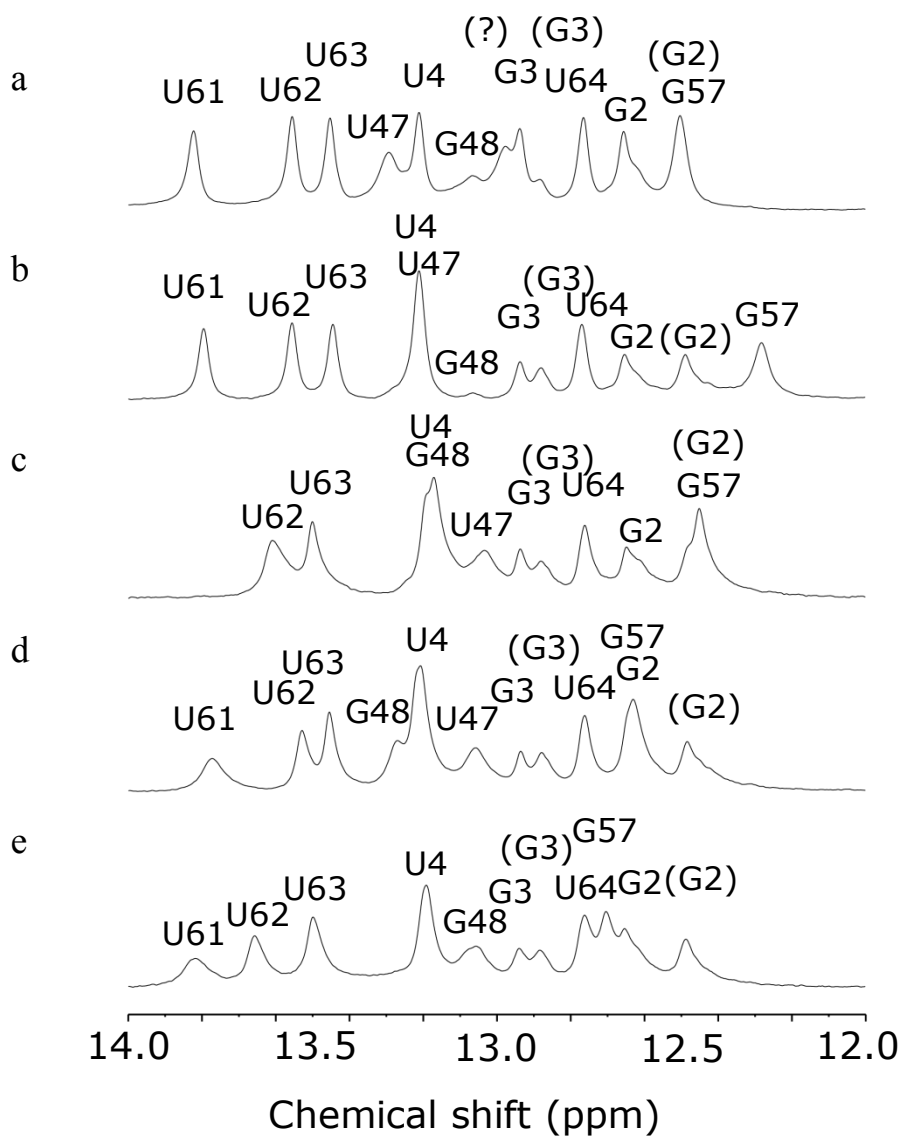 (?) (G3)
U63 (G2)
a U61 U62 U4 G3 U64 G57
U47 G48 G2
U4
b U61 U62 U63 U47 (G3)
G3 U64 G2 (G2) G57
G48
U4 (G2)
c U63 G48 (G3)
U62 G3 U64 G57
U47 G2
G57
d U63 U4 (G3) G2
U61 U62 G48 U47 G3 U64 (G2)
G57
e U63 U4 (G3)
U61 U62 G48 G3 U64 G2 (G2)
14.0 13.5 13.0 12.5 12.0
Chemical shift (ppm)